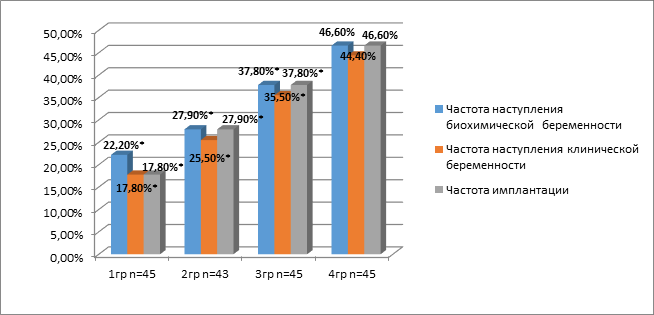 50,00%
45,00%
40,00%
35,00%
30,00%
25,00%
20,00%
15,00%
10,00%
5,00%
0,00%
22,20%*
17,80%*
17,80%*
27,90%*
25,50%*
27,90%*
37,80%*
35,50%*
37,80%*
46,60%
44,40%
46,60%
1гр n=45
2гр n=43
3гр n=45
4гр n=45
Частота наступления
биохимической беременности
Частота наступления клинической
беременности
Частота имплантации